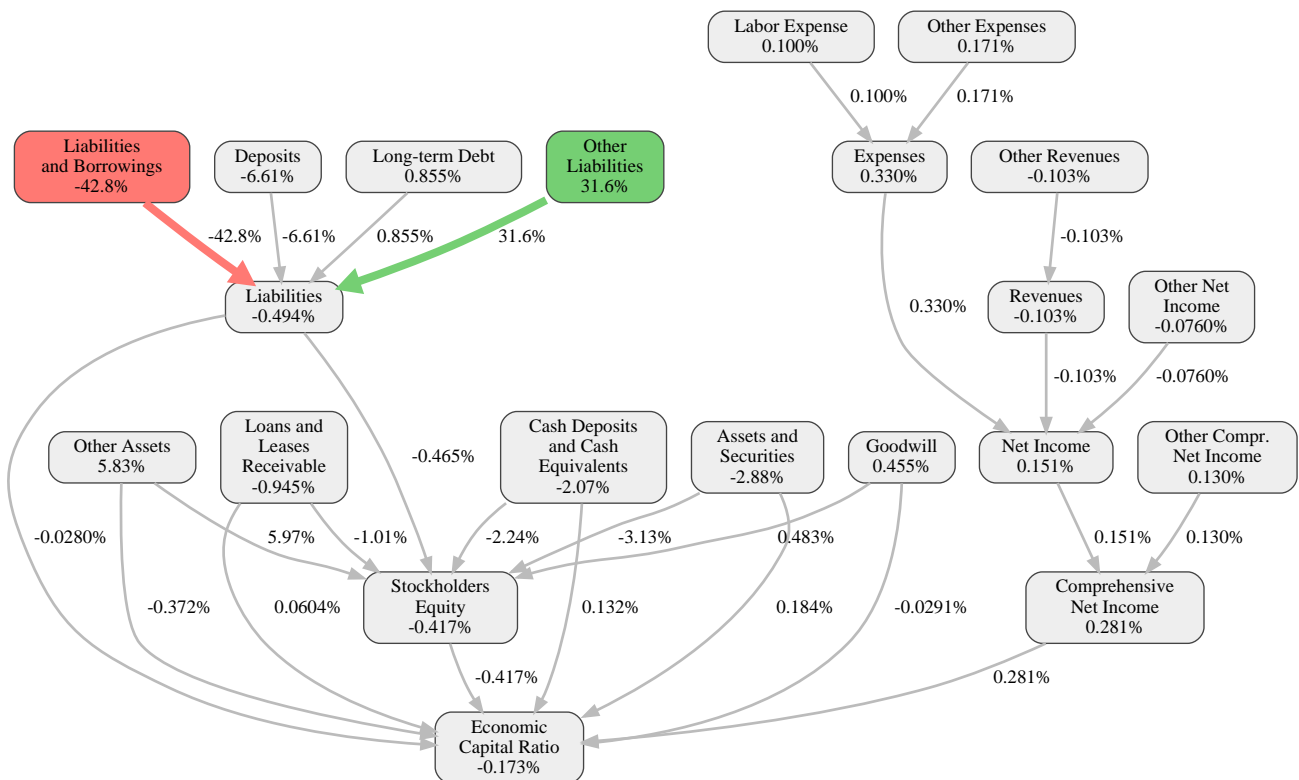 Labor Expense
0.100%
Other Expenses
0.171%
0.100%
0.171%
Liabilities
and Borrowings
-42.8%
Deposits
-6.61%
Long-term Debt
0.855%
Other
Liabilities
31.6%
Expenses
0.330%
Other Revenues
-0.103%
-42.8%
-6.61%
0.855%
31.6%
-0.103%
Liabilities
-0.494%
0.330%
Revenues
-0.103%
Other Net
Income
-0.0760%
-0.103%
-0.0760%
Other Assets
5.83%
Loans and
Leases
Receivable
-0.945%
-0.465%
Cash Deposits
and Cash
Equivalents
-2.07%
Assets and
Securities
-2.88%
Goodwill
0.455%
Net Income
0.151%
Other Compr.
Net Income
0.130%
-0.0280%
5.97%
-1.01%
-2.24%
-3.13%
0.483%
0.151%
0.130%
-0.372%
0.0604%
Stockholders
Equity
-0.417%
0.132%
0.184%
-0.0291%
Comprehensive
Net Income
0.281%
-0.417%
0.281%
Economic
Capital Ratio
-0.173%